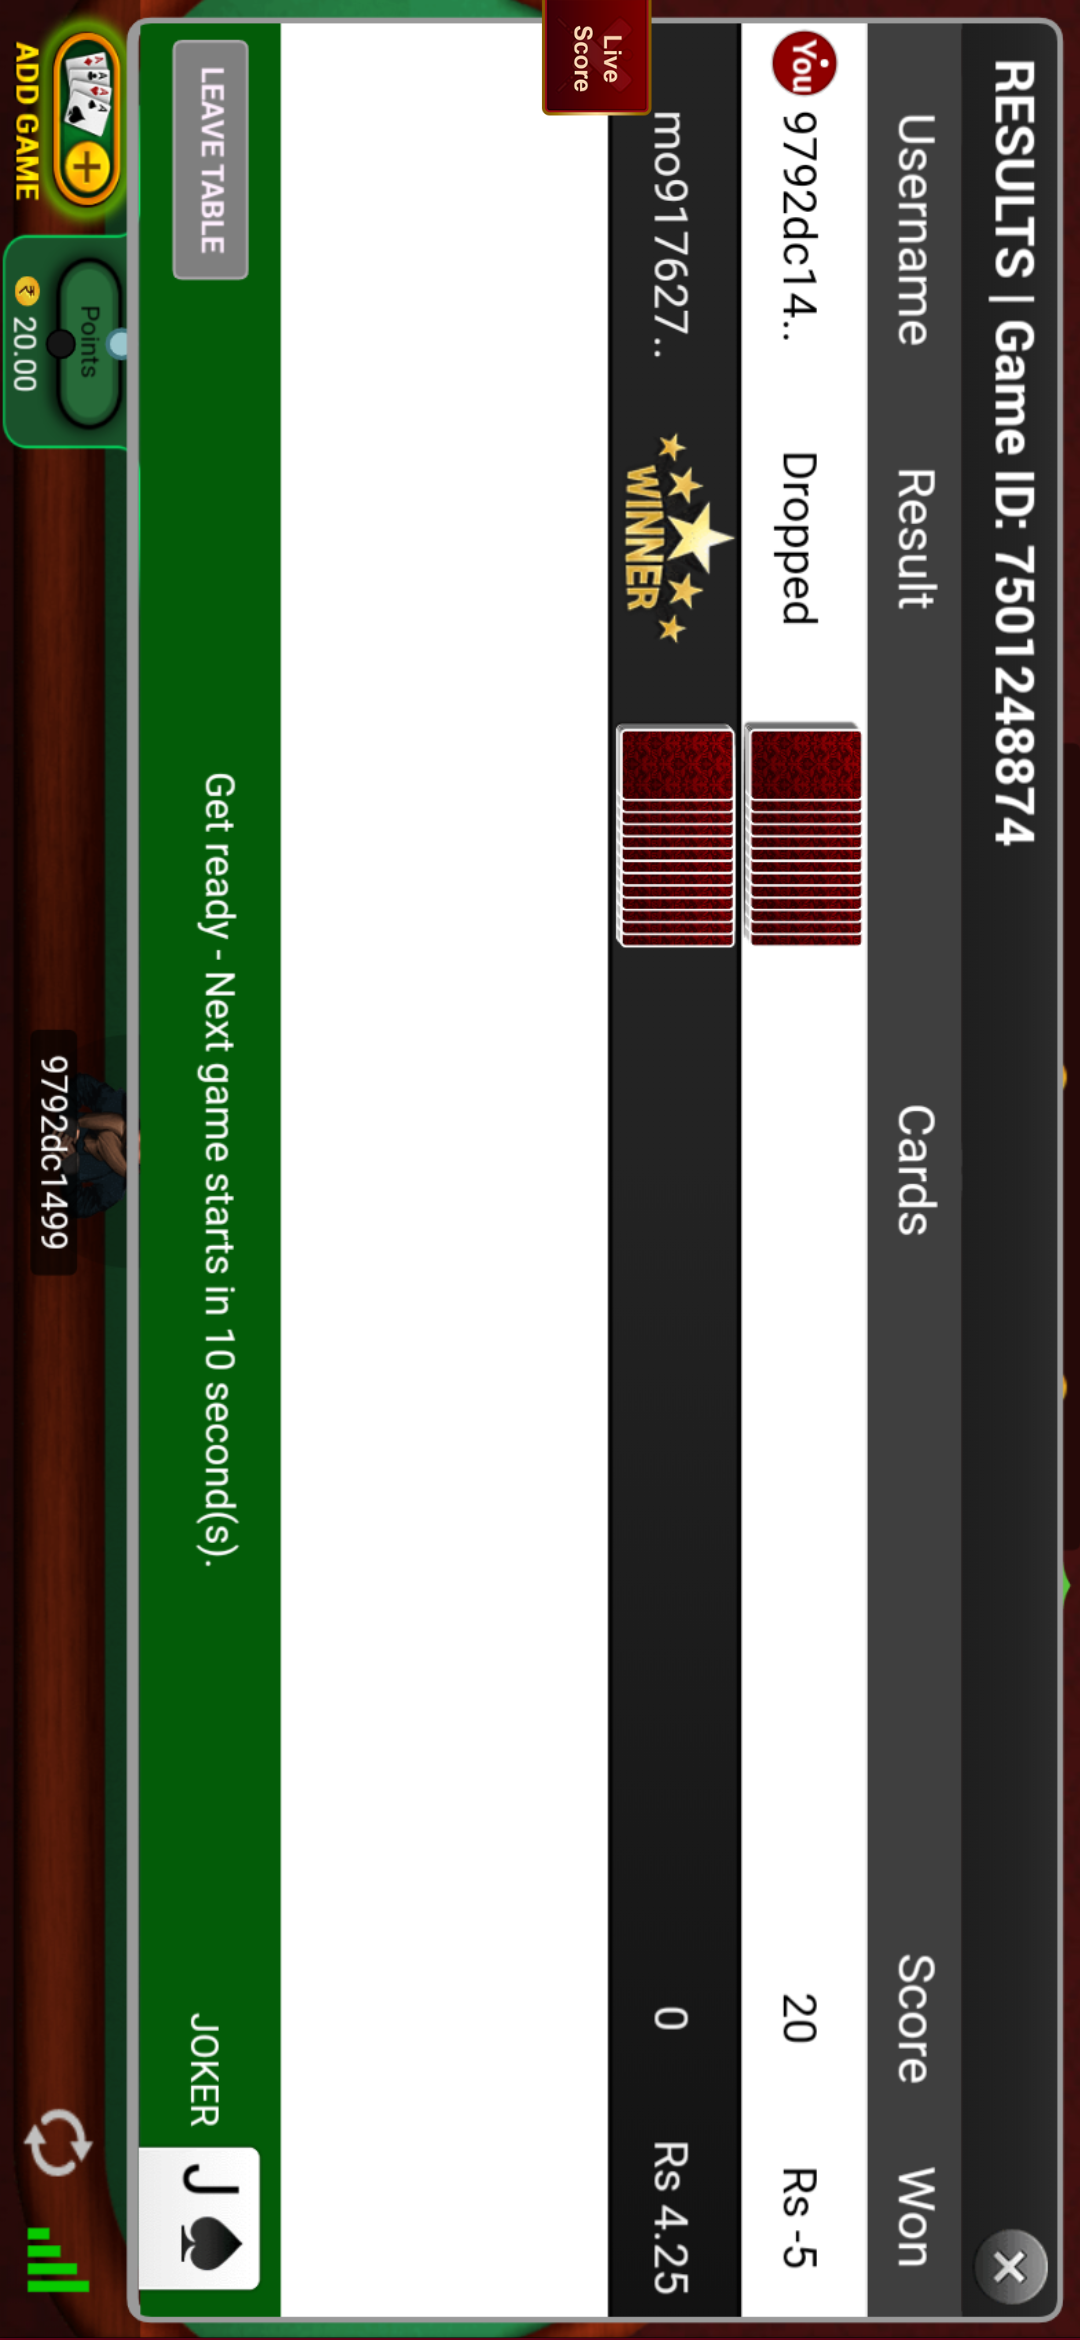 RESULTS | Game ID: 7501248874
Username Result Cards Score Won
You 9792dc14.. Dropped 20 Rs -5
mo917627.. WINNER 0 Rs 4.25
Live
Score
LEAVE TABLE Get ready - Next game starts in 10 second(s). JOKER J
ADD GAME
Points
20.00
9792dc1499